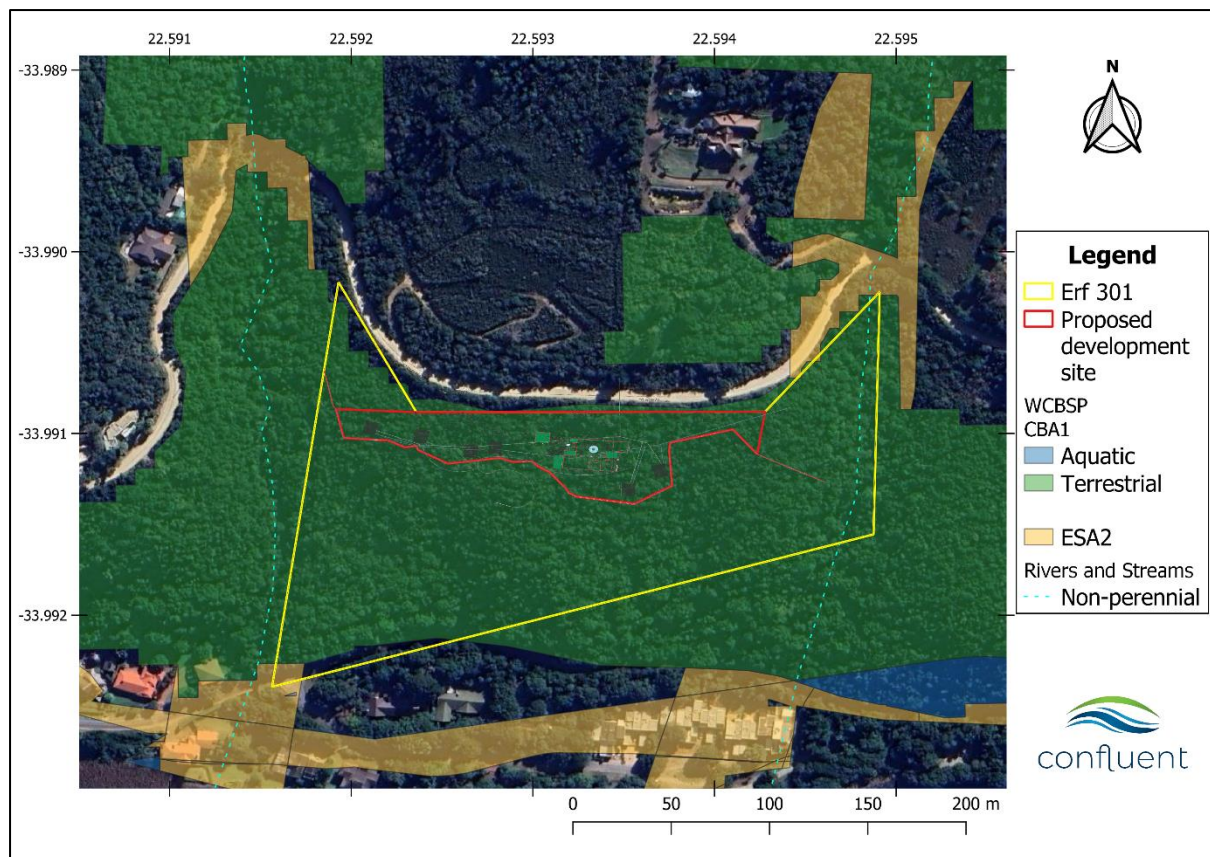 22.591
22.592
22.593
22.594
22.595
-33.989
-33.990
-33.991
-33.992
N
Legend
Erf 301
Proposed
development
site
WCBSP
CBA1
Aquatic
Terrestrial
ESA2
Rivers and Streams
Non-perennial
confluent
0
50
100
150
200 m